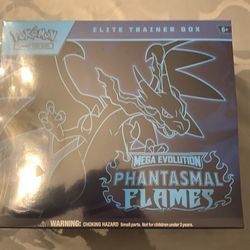 POKÉMON
ELITE TRAINER BOX
6+
MEGA EVOLUTION
PHANTASMAL
FLAMES
WARNING: CHOKING HAZARD Small parts. Not for children under 3 years.